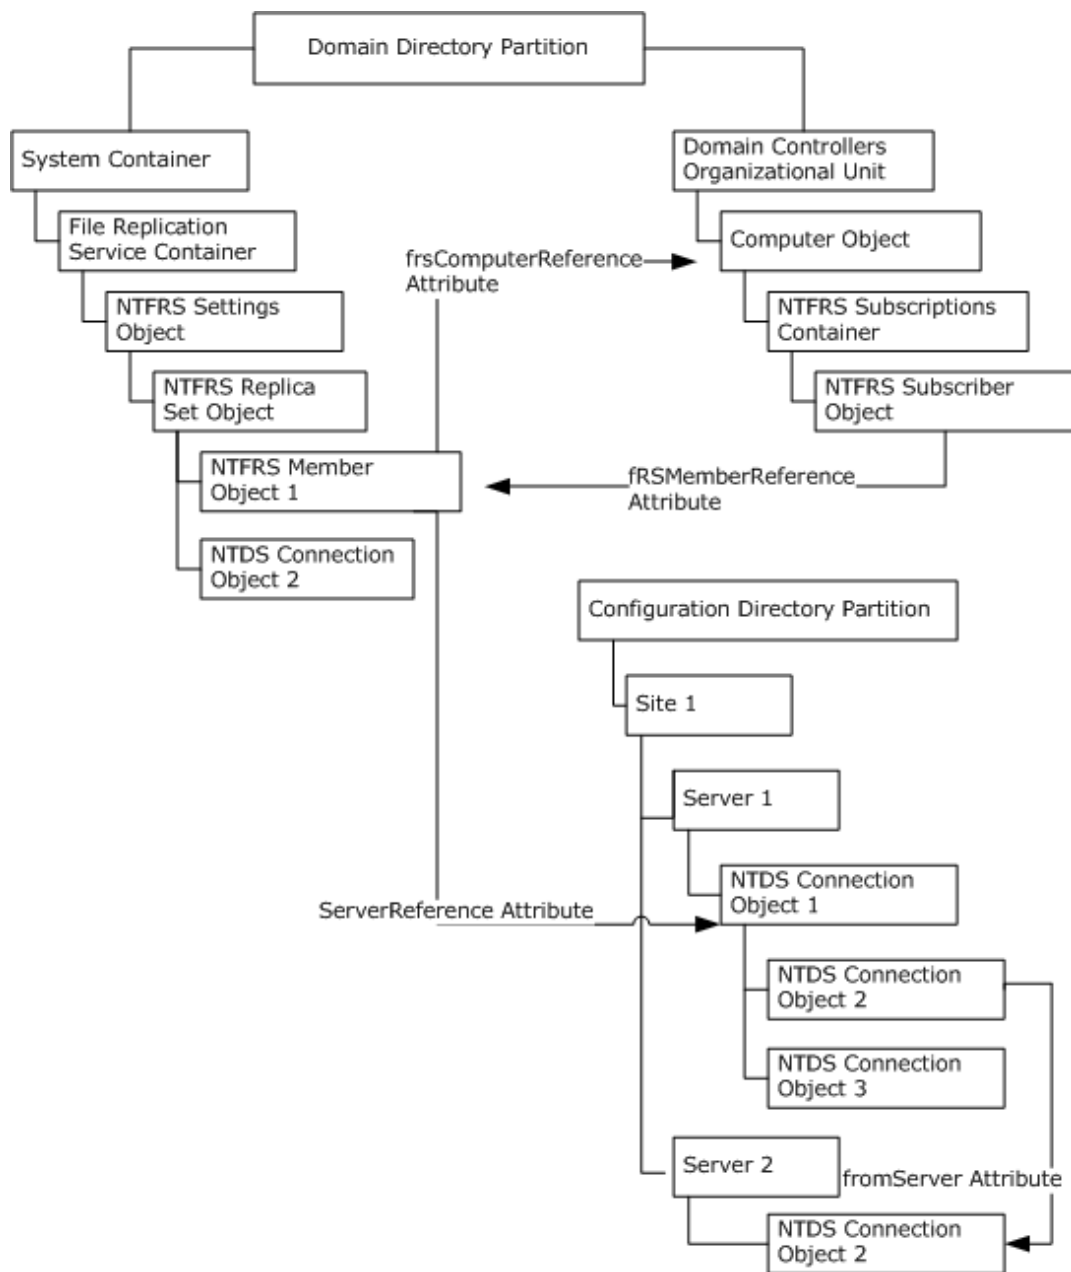 Domain Directory Partition
System Container
Domain Controllers
Organizational Unit
File Replication
Service Container
Computer Object
frsComputerReference
Attribute
NTFRS Settings
Object
NTFRS Subscriptions
Container
NTFRS Replica
Set Object
NTFRS Subscriber
Object
NTFRS Member
Object 1
fRSMemberReference
Attribute
NTDS Connection
Object 2
Configuration Directory Partition
Site 1
Server 1
NTDS Connection
Object 1
ServerReference Attribute
NTDS Connection
Object 2
NTDS Connection
Object 3
Server 2
fromServer Attribute
NTDS Connection
Object 2